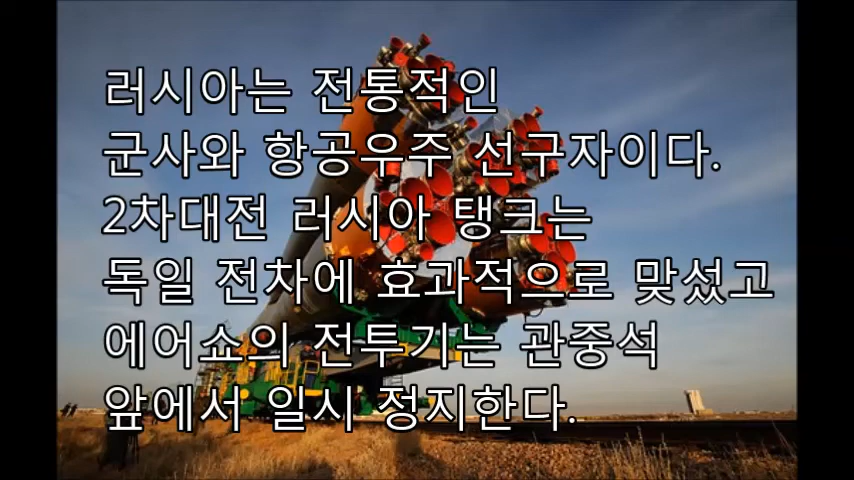 러시아는 전통적인
군사와 항공우주 선구자이다.
2차대전 러시아 탱크는
독일 전차에 효과적으로 맞섰고
에어쇼의 전투기는 관중석
앞에서 일시 정지한다.